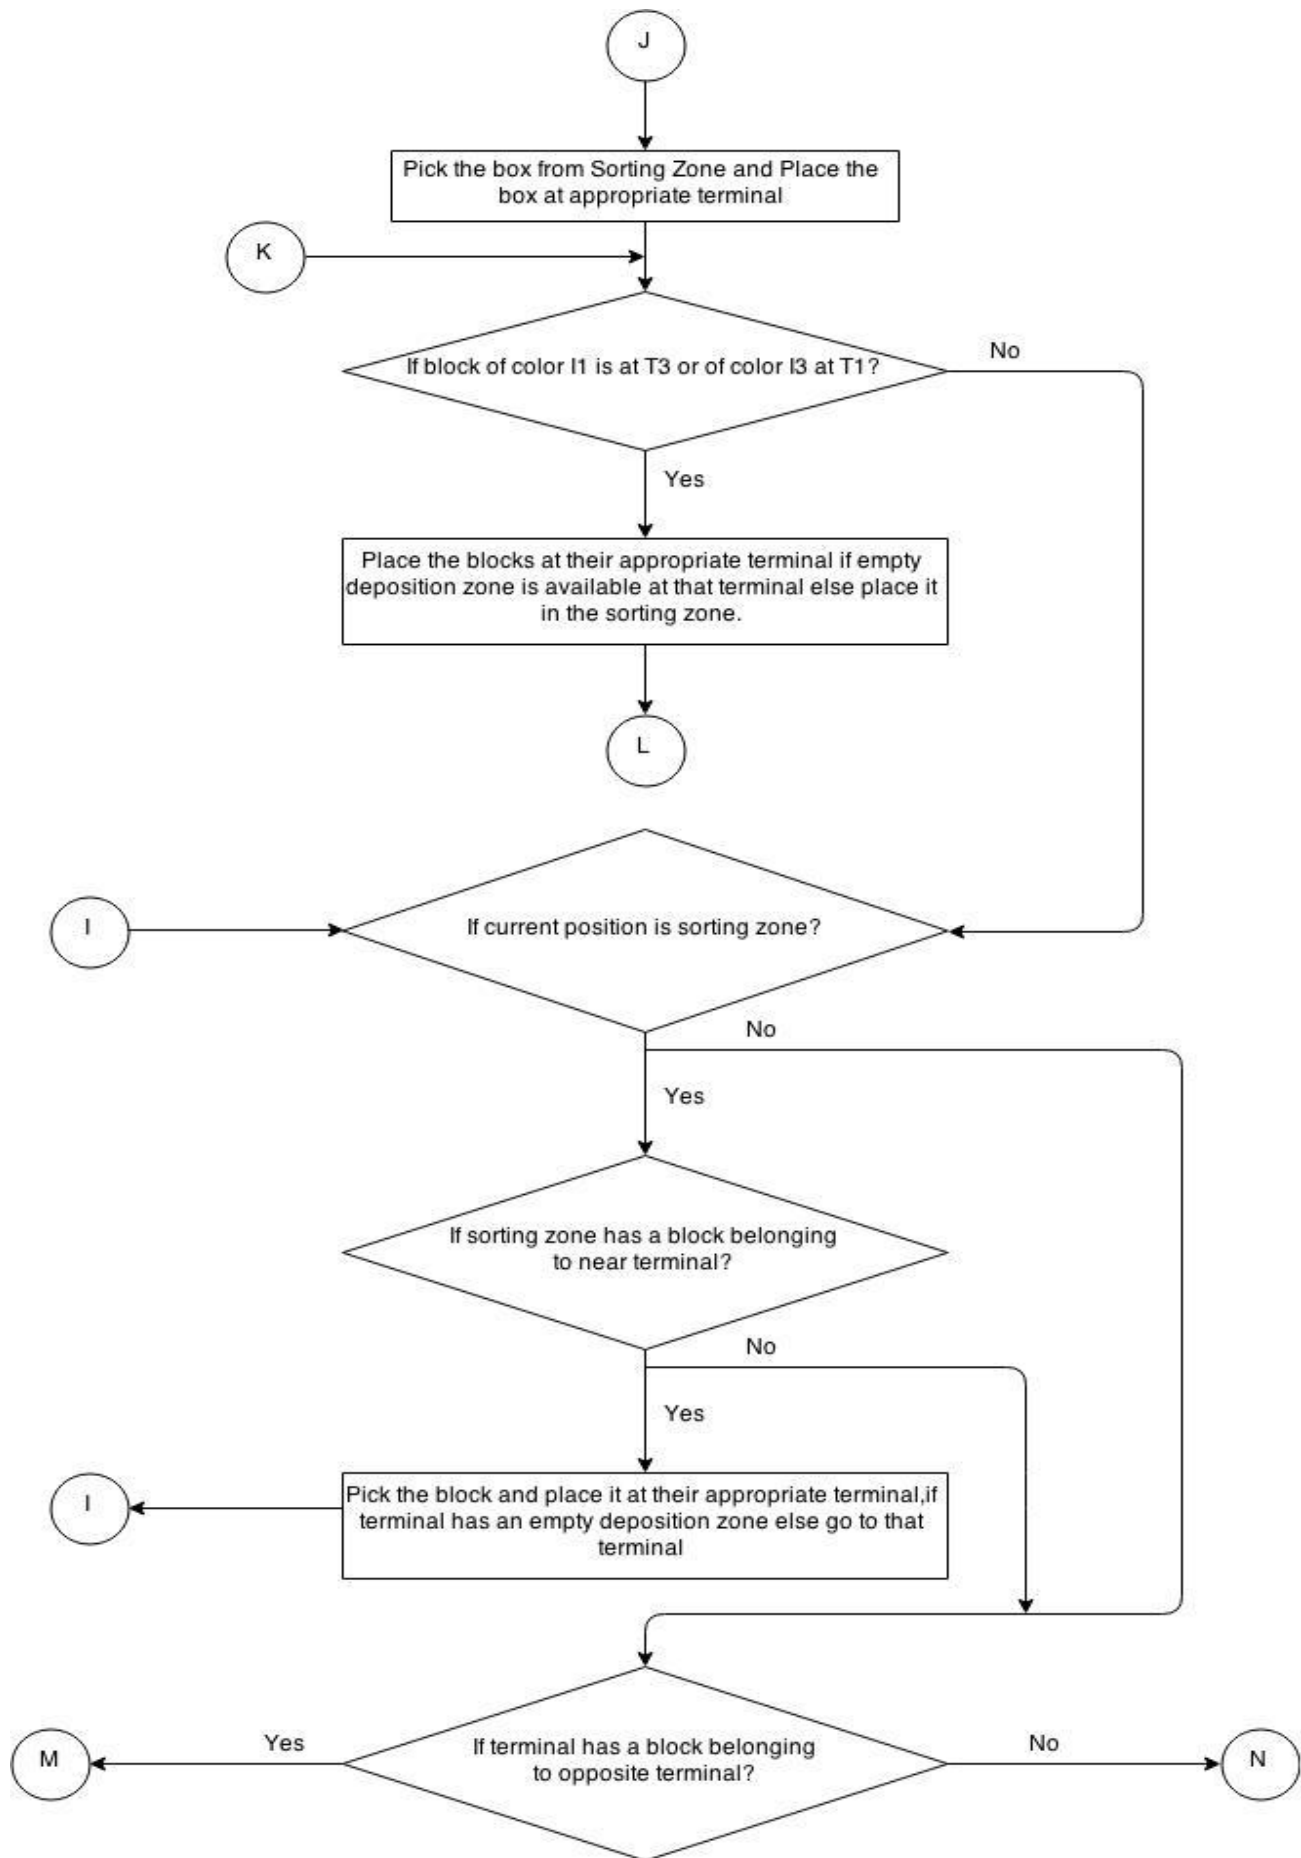 J
Pick the box from Sorting Zone and Place the
box at appropriate terminal
K
If block of color I1 is at T3 or of color I3 at T1?
No
Yes
Place the blocks at their appropriate terminal if empty
deposition zone is available at that terminal else place it
in the sorting zone.
L
I
If current position is sorting zone?
No
Yes
If sorting zone has a block belonging
to near terminal?
No
Yes
I
Pick the block and place it at their appropriate terminal,if
terminal has an empty deposition zone else go to that
terminal
M
Yes
If terminal has a block belonging
to opposite terminal?
No
N